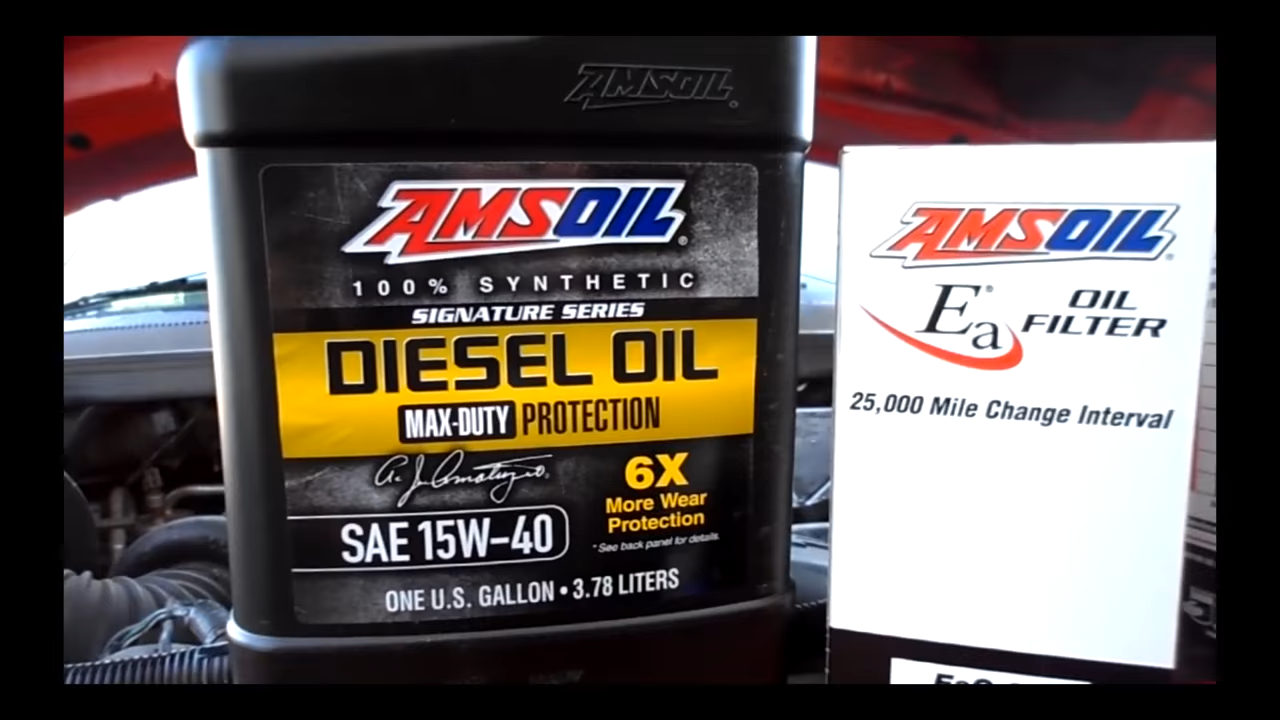 AMSOIL
AMSOIL®
100% SYNTHETIC
SIGNATURE SERIES
DIESEL OIL
MAX-DUTY PROTECTION
6X
More Wear
Protection
*See back panel for details.
SAE 15W-40
ONE U.S. GALLON • 3.78 LITERS
AMSOIL®
Ea® OIL
FILTER
25,000 Mile Change Interval